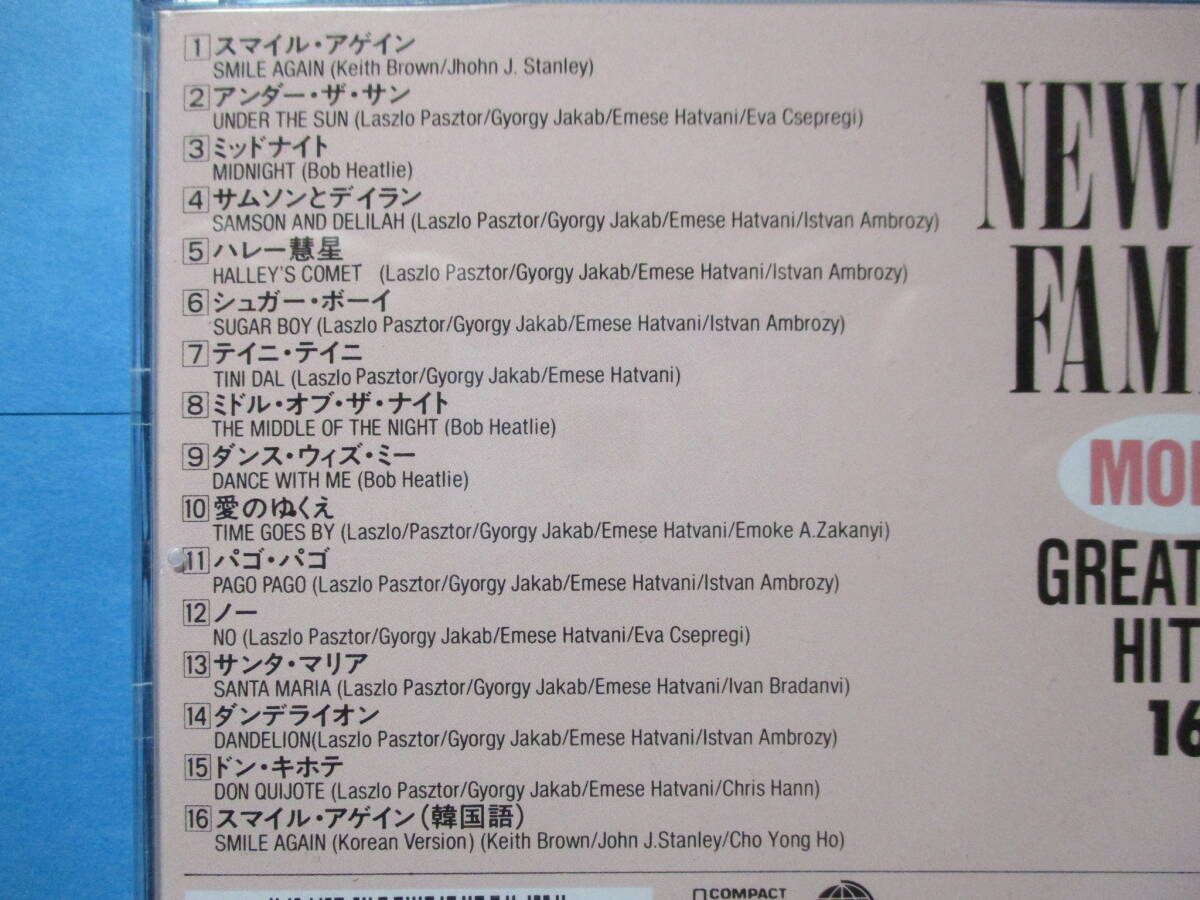 1 スマイル・アゲイン
SMILE AGAIN (Keith Brown/Jhohn J. Stanley)
2 アンダー・ザ・サン
UNDER THE SUN (Laszlo Pasztor/Gyorgy Jakab/Emese Hatvani/Eva Csepregi)
3 ミッドナイト
MIDNIGHT (Bob Heatlie)
4 サムソンとデイラン
SAMSON AND DELILAH (Laszlo Pasztor/Gyorgy Jakab/Emese Hatvani/Istvan Ambrozy)
5 ハレー慧星
HALLEY'S COMET (Laszlo Pasztor/Gyorgy Jakab/Emese Hatvani/Istvan Ambrozy)
6 シュガー・ボーイ
SUGAR BOY (Laszlo Pasztor/Gyorgy Jakab/Emese Hatvani/Istvan Ambrozy)
7 テイニ・テイニ
TINI DAL (Laszlo Pasztor/Gyorgy Jakab/Emese Hatvani)
8 ミドル・オブ・ザ・ナイト
THE MIDDLE OF THE NIGHT (Bob Heatlie)
9 ダンス・ウィズ・ミー
DANCE WITH ME (Bob Heatlie)
10 愛のゆくえ
TIME GOES BY (Laszlo/Pasztor/Gyorgy Jakab/Emese Hatvani/Emoke A.Zakanyi)
11 パゴ・パゴ
PAGO PAGO (Laszlo Pasztor/Gyorgy Jakab/Emese Hatvani/Istvan Ambrozy)
12 ノー
NO (Laszlo Pasztor/Gyorgy Jakab/Emese Hatvani/Eva Csepregi)
13 サンタ・マリア
SANTA MARIA (Laszlo Pasztor/Gyorgy Jakab/Emese Hatvani/Ivan Bradanvi)
14 ダンデライオン
DANDELION(Laszlo Pasztor/Gyorgy Jakab/Emese Hatvani/Istvan Ambrozy)
15 ドン・キホテ
DON QUIJOTE (Laszlo Pasztor/Gyorgy Jakab/Emese Hatvani/Chris Hann)
16 スマイル・アゲイン(韓国語)
SMILE AGAIN (Korean Version) (Keith Brown/John J.Stanley/Cho Yong Ho)
NEW
FAM
MO
GREAT
HIT
16
COMPACT